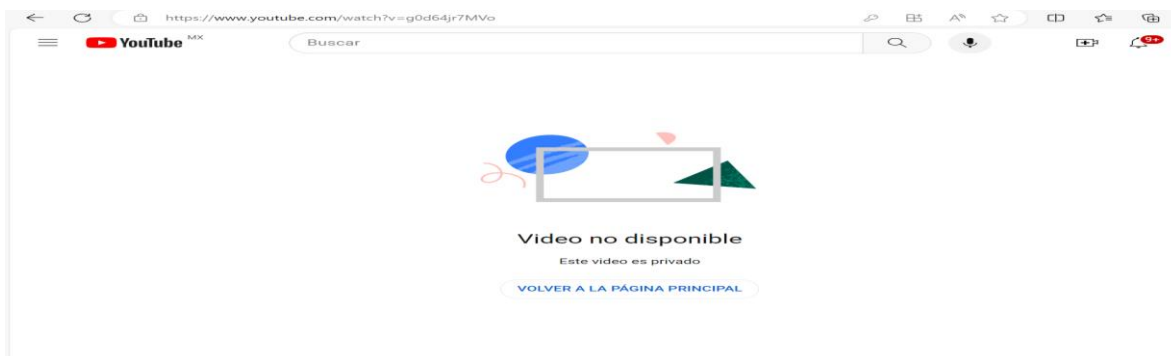 https://www.youtube.com/watch?v=g0d64jr7MVo
YouTube MX
Buscar
9+
Video no disponible
Este video es privado
VOLVER A LA PÁGINA PRINCIPAL